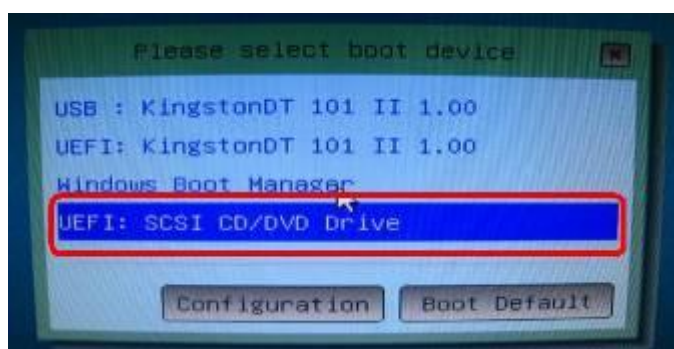 Please select boot device
USB : KingstonDT 101 II 1.00
UEFI: KingstonDT 101 II 1.00
Windows Boot Manager
UEFI: SCSI CD/DVD Drive
Configuration
Boot Default